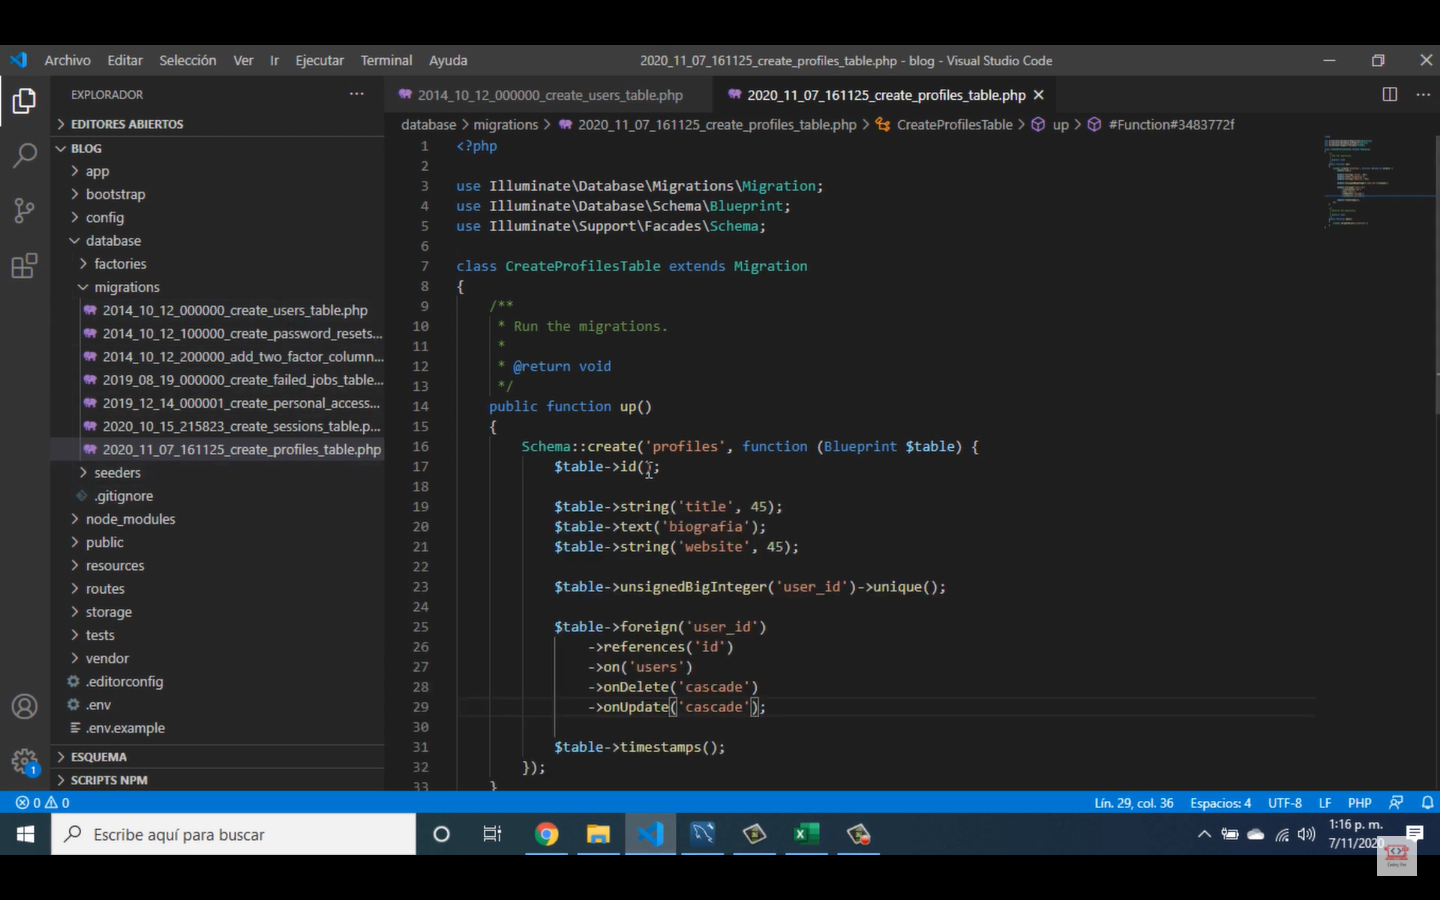 Archivo Editar Selección Ver Ir Ejecutar Terminal Ayuda
2020_11_07_161125_create_profiles_table.php - blog - Visual Studio Code
EXPLORADOR
2014_10_12_000000_create_users_table.php
2020_11_07_161125_create_profiles_table.php
database > migrations > 2020_11_07_161125_create_profiles_table.php > CreateProfilesTable > up > #Function#3483772f
EDITORES ABIERTOS
BLOG
app
bootstrap
config
database
factories
migrations
2014_10_12_000000_create_users_table.php
2014_10_12_100000_create_password_resets...
2014_10_12_200000_add_two_factor_column...
2019_08_19_000000_create_failed_jobs_table...
2019_12_14_000001_create_personal_access...
2020_10_15_215823_create_sessions_table.p...
2020_11_07_161125_create_profiles_table.php
seeders
.gitignore
node_modules
public
resources
routes
storage
tests
vendor
.editorconfig
.env
.env.example
ESQUEMA
SCRIPTS NPM
1 <?php
2
3 use Illuminate\Database\Migrations\Migration;
4 use Illuminate\Database\Schema\Blueprint;
5 use Illuminate\Support\Facades\Schema;
6
7 class CreateProfilesTable extends Migration
8 {
9 /**
10 * Run the migrations.
11 *
12 * @return void
13 */
14 public function up()
15 {
16 Schema::create('profiles', function (Blueprint $table) {
17 $table->id();
18
19 $table->string('title', 45);
20 $table->text('biografia');
21 $table->string('website', 45);
22
23 $table->unsignedBigInteger('user_id')->unique();
24
25 $table->foreign('user_id')
26 ->references('id')
27 ->on('users')
28 ->onDelete('cascade')
29 ->onUpdate('cascade');
30
31 $table->timestamps();
32 });
33 }
1
0 0
Lín. 29, col. 36 Espacios: 4 UTF-8 LF PHP
Escribe aquí para buscar
1:16 p. m.
7/11/2020